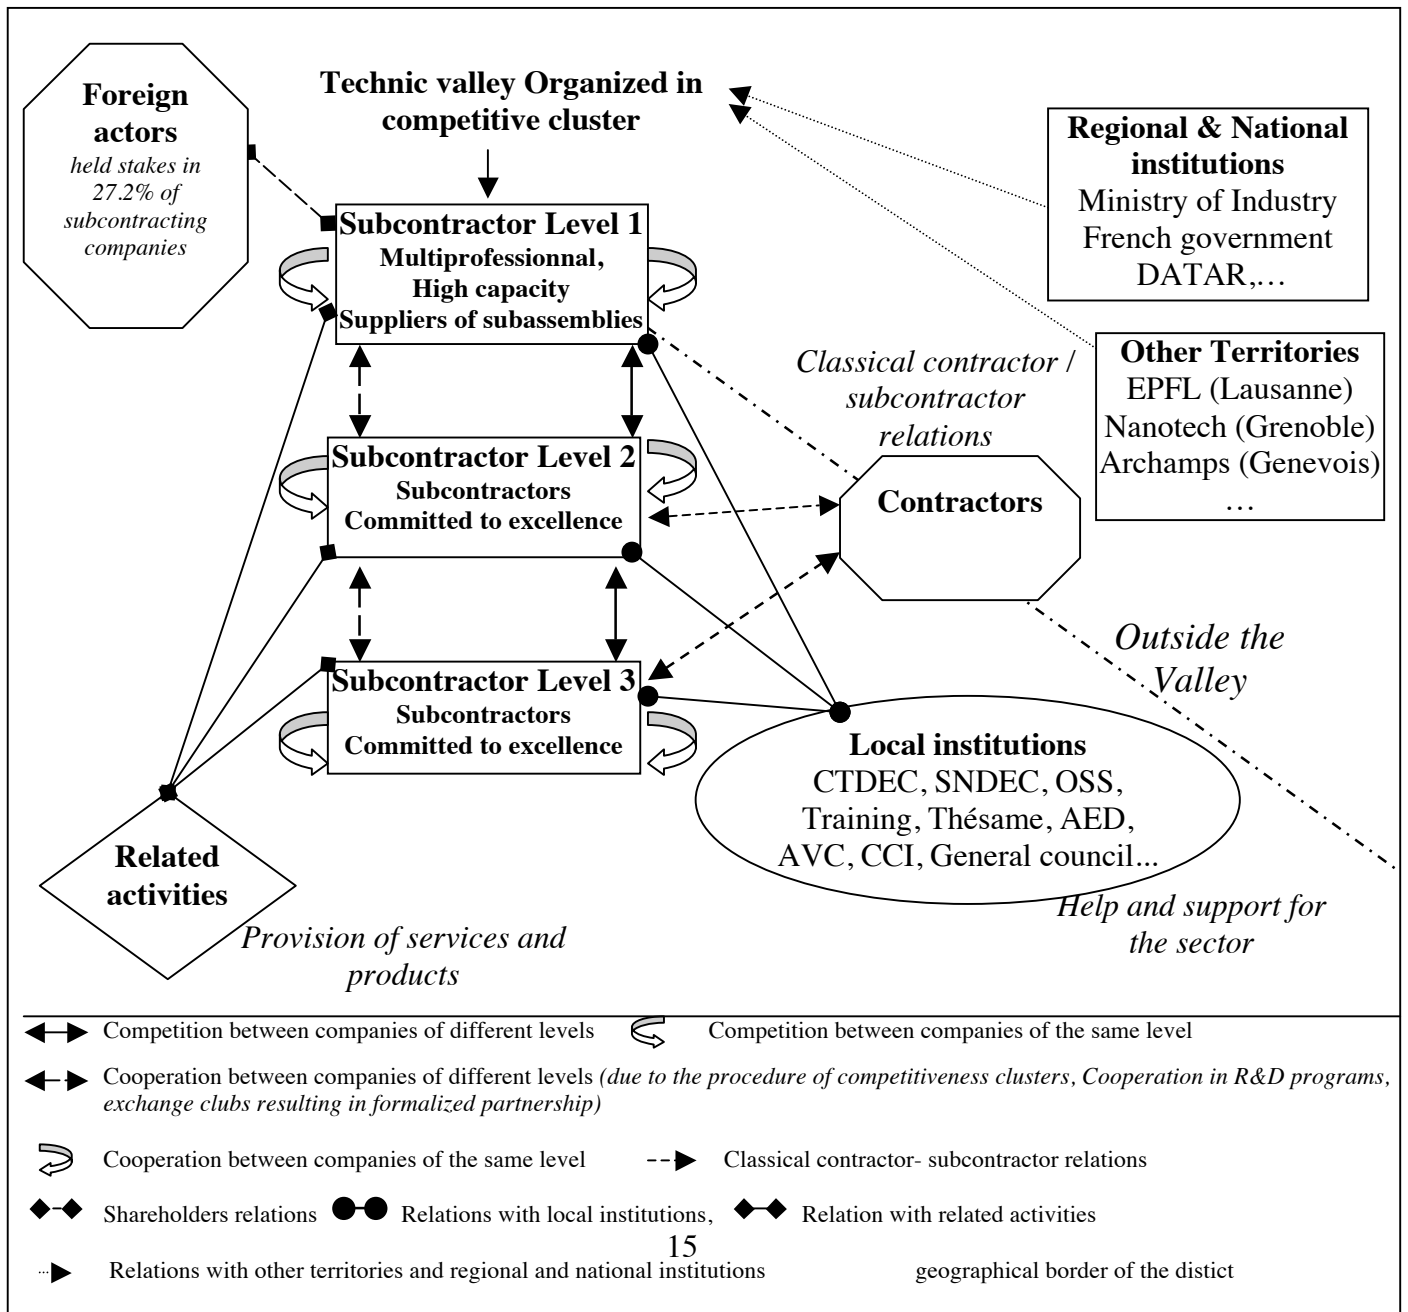 Foreign
actors
held stakes in
27.2% of
subcontracting
companies
Technic valley Organized in
competitive cluster
Regional & National
institutions
Ministry of Industry
French government
DATAR,…
Subcontractor Level 1
Multiprofessionnal,
High capacity
Suppliers of subassemblies
Other Territories
EPFL (Lausanne)
Nanotech (Grenoble)
Archamps (Genevois)
…
Classical contractor /
subcontractor
relations
Subcontractor Level 2
Subcontractors
Committed to excellence
Contractors
Outside the
Valley
Subcontractor Level 3
Subcontractors
Committed to excellence
Local institutions
CTDEC, SNDEC, OSS,
Training, Thésame, AED,
AVC, CCI, General council...
Related
activities
Help and support for
the sector
Provision of services and
products
Competition between companies of different levels
Competition between companies of the same level
Cooperation between companies of different levels (due to the procedure of competitiveness clusters, Cooperation in R&D programs,
exchange clubs resulting in formalized partnership)
Cooperation between companies of the same level
Classical contractor- subcontractor relations
Shareholders relations
Relations with local institutions,
Relation with related activities
15
Relations with other territories and regional and national institutions
geographical border of the distict